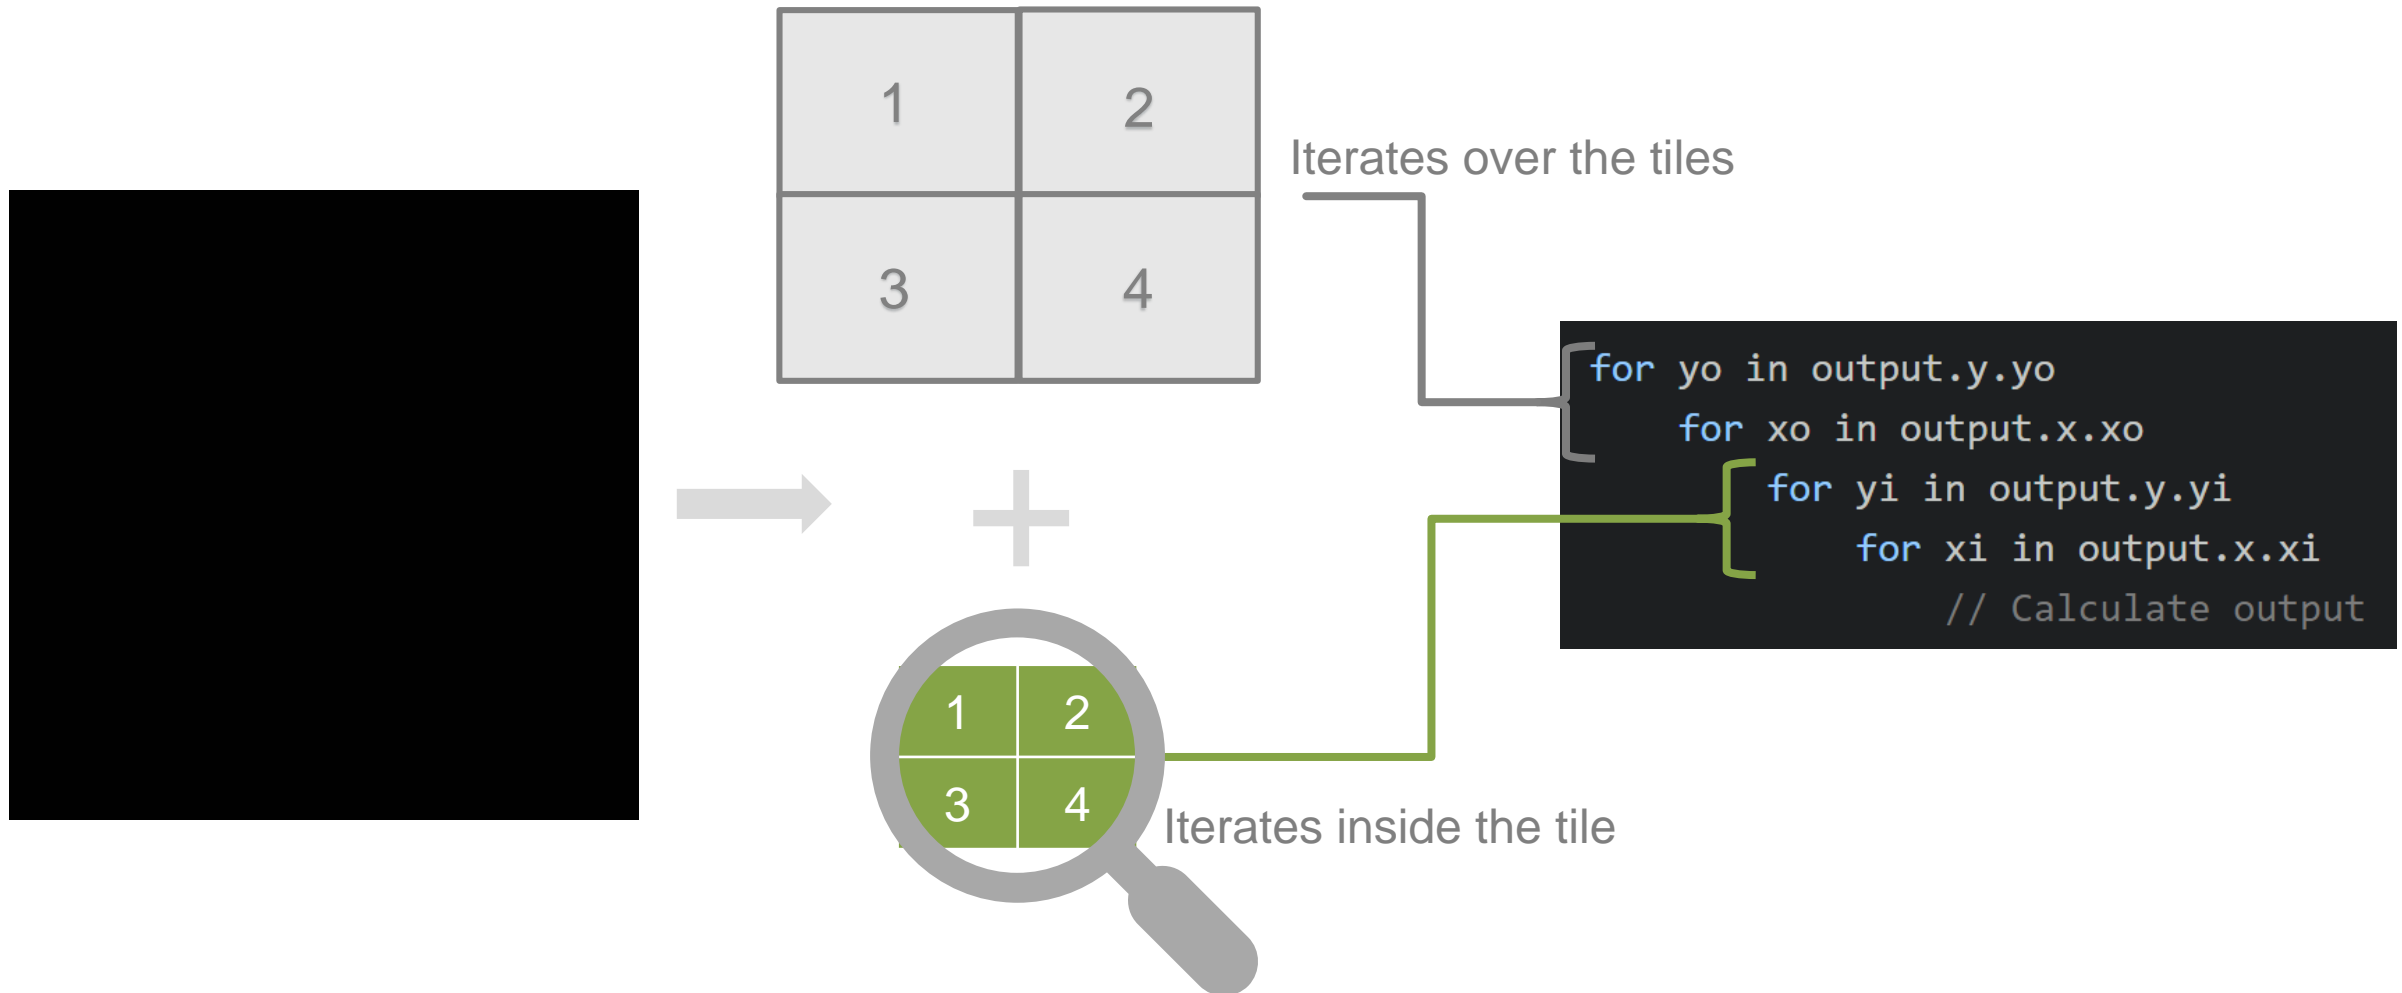 1 2
3 4
Iterates over the tiles
for yo in output.y.yo
for xo in output.x.xo
for yi in output.y.yi
for xi in output.x.xi
// Calculate output
1 2
3 4
Iterates inside the tile